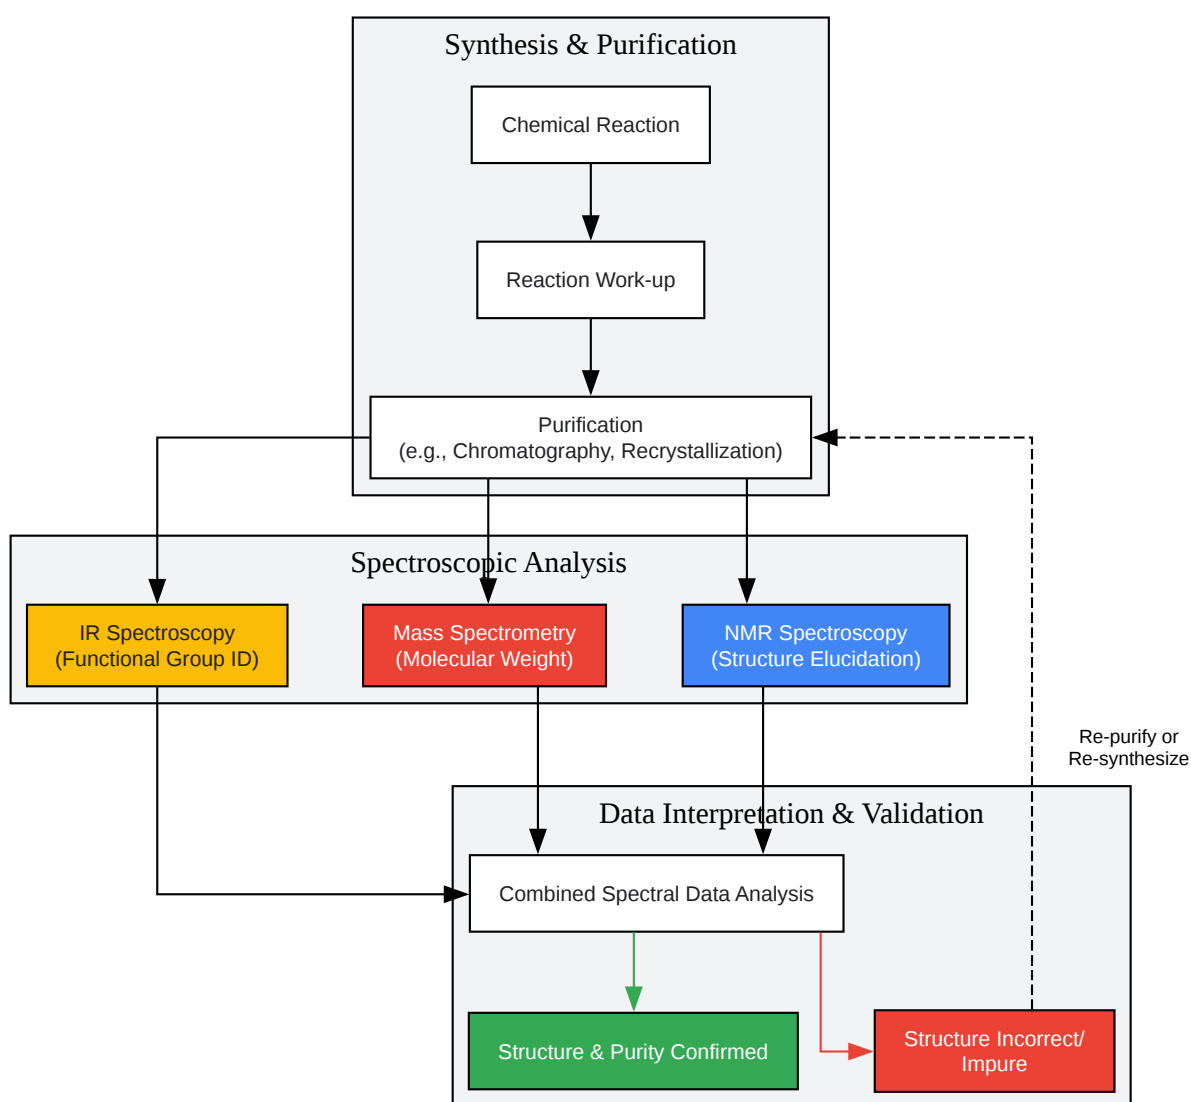 Synthesis & Purification
Chemical Reaction
Reaction Work-up
Purification
(e.g., Chromatography, Recrystallization)
Spectroscopic Analysis
IR Spectroscopy
(Functional Group ID)
Mass Spectrometry
(Molecular Weight)
NMR Spectroscopy
(Structure Elucidation)
Re-purify or
Re-synthesize
Data Interpretation & Validation
Combined Spectral Data Analysis
Structure & Purity Confirmed
Structure Incorrect/
Impure